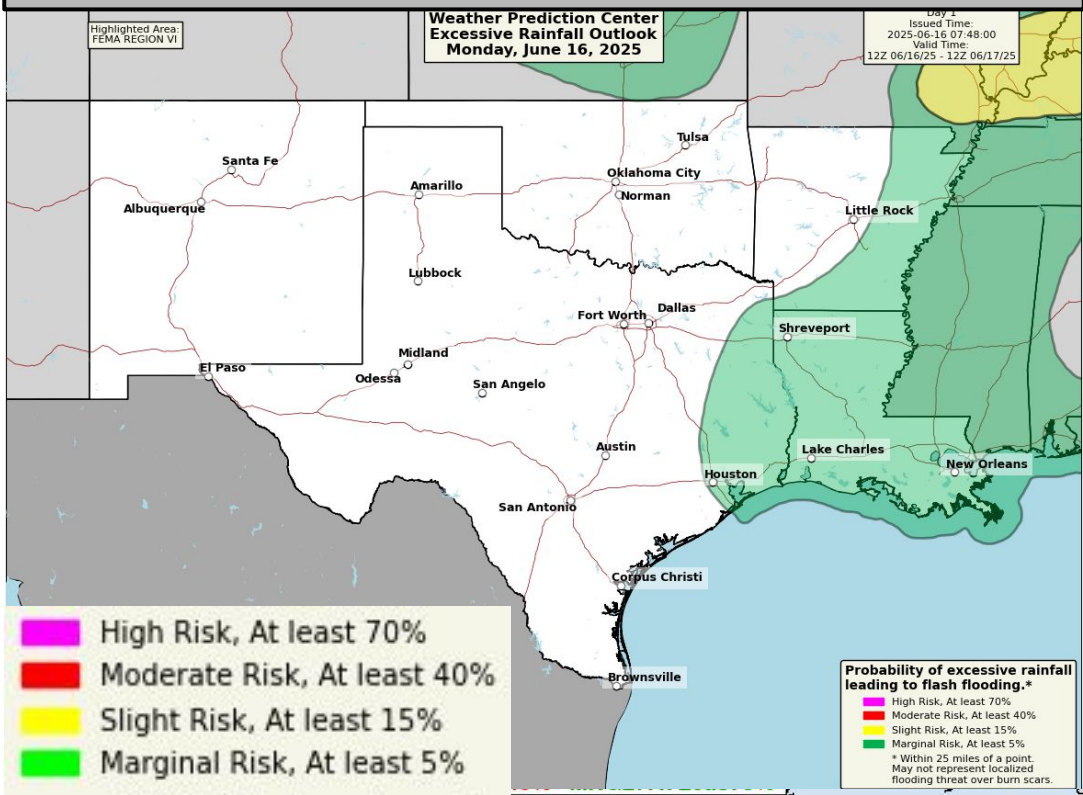 Highlighted Area:
FEMA REGION VI
Weather Prediction Center
Excessive Rainfall Outlook
Monday, June 16, 2025
Day 1
Issued Time:
2025-06-16 07:48:00
Valid Time:
12Z 06/16/25 - 12Z 06/17/25
Tulsa
Santa Fe
Oklahoma City
Amarillo
Norman
Albuquerque
Little Rock
Lubbock
Fort Worth
Dallas
Shreveport
Midland
El Paso
Odessa
San Angelo
Austin
Lake Charles
New Orleans
Houston
San Antonio
Corpus Christi
Brownsville
High Risk, At least 70%
Moderate Risk, At least 40%
Slight Risk, At least 15%
Marginal Risk, At least 5%
Probability of excessive rainfall
leading to flash flooding.*
High Risk, At least 70%
Moderate Risk, At least 40%
Slight Risk, At least 15%
Marginal Risk, At least 5%
* Within 25 miles of a point.
May not represent localized
flooding threat over burn scars.